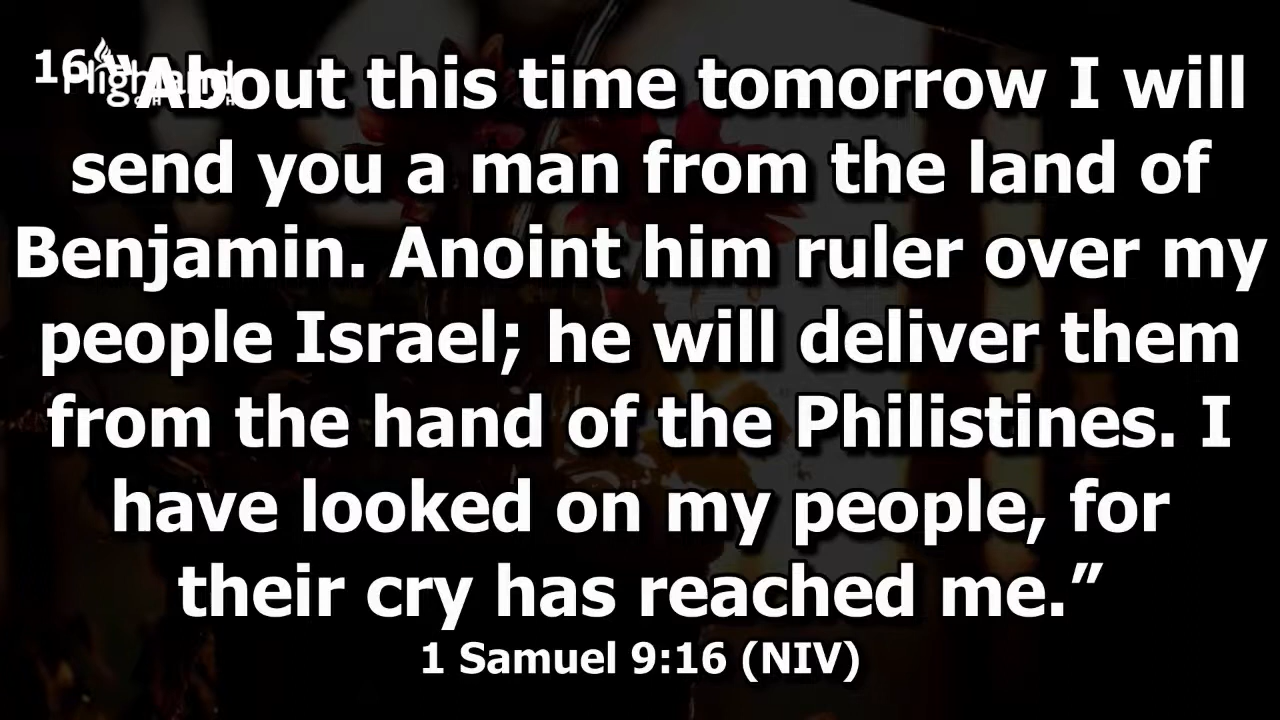 16 “About this time tomorrow I will
Highland
send you a man from the land of
Benjamin. Anoint him ruler over my
people Israel; he will deliver them
from the hand of the Philistines. I
have looked on my people, for
their cry has reached me.”
1 Samuel 9:16 (NIV)